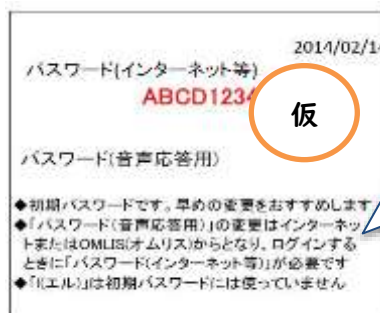 2014/02/14
パスワード(インターネット等)
ABCD1234
仮
パスワード(音声応答用)
◆初期パスワードです。早めの変更をおすすめします
◆「パスワード(音声応答用)」の変更はインターネッ
トまたはOMLIS(オムリス)からとなり、ログインする
ときに「パスワード(インターネット等)」が必要です
◆「l(エル)」は初期パスワードには使っていません